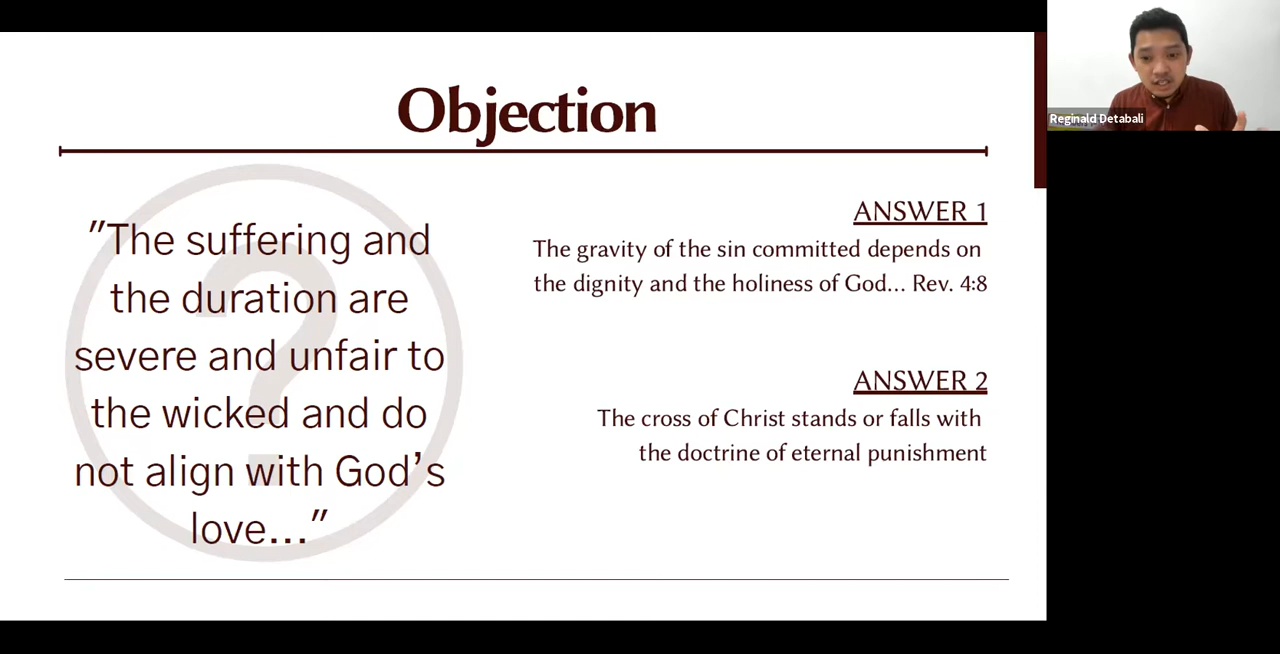 Objection
"The suffering and
the duration are
severe and unfair to
the wicked and do
not align with God's
love..."
ANSWER 1
The gravity of the sin committed depends on
the dignity and the holiness of God... Rev. 4:8
ANSWER 2
The cross of Christ stands or falls with
the doctrine of eternal punishment
Reginald Detabali